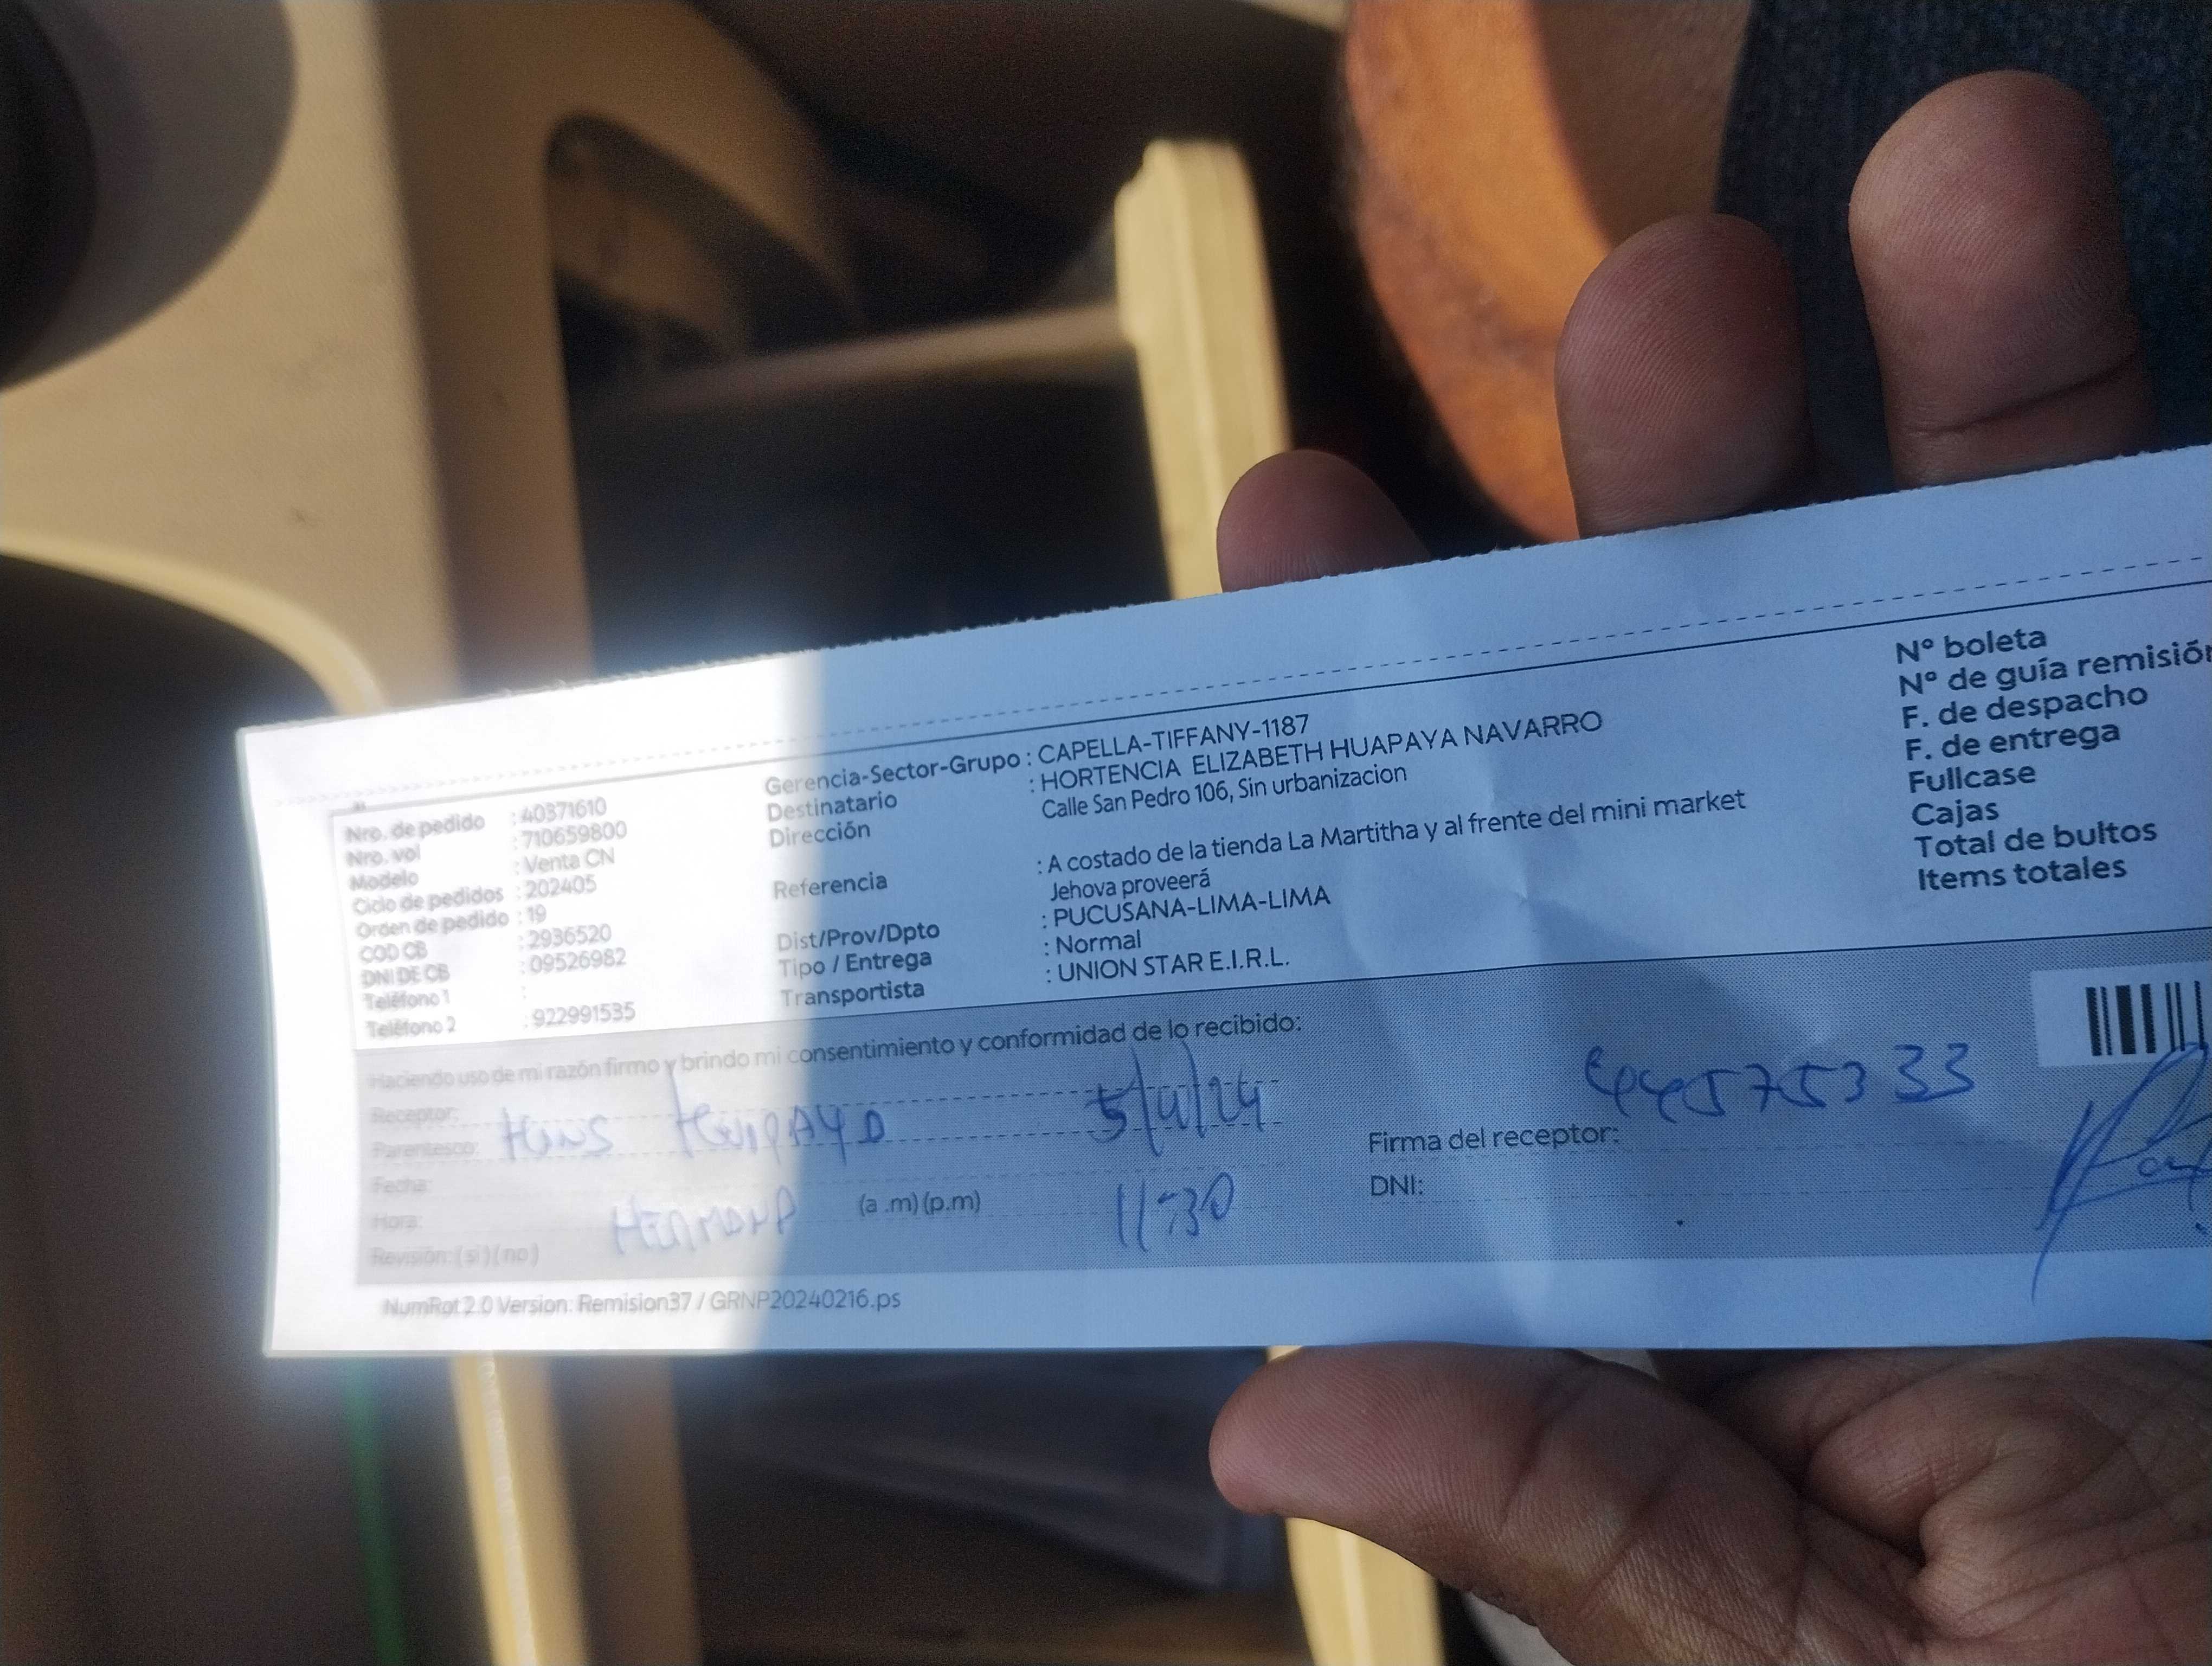 Nro. de pedido : 40371610
Nro. vol : 710659800
Modelo : Venta CN
Ciclo de pedidos : 202405
Orden de pedido : 19
COD CB : 2936520
DNI DE CB : 09526982
Teléfono 1 :
Teléfono 2 : 922991535
Gerencia-Sector-Grupo : CAPELLA-TIFFANY-1187
Destinatario : HORTENCIA ELIZABETH HUAPAYA NAVARRO
Dirección Calle San Pedro 106, Sin urbanizacion
Referencia : A costado de la tienda La Martitha y al frente del mini market
Jehova proveerá
Dist/Prov/Dpto : PUCUSANA-LIMA-LIMA
Tipo / Entrega : Normal
Transportista : UNION STAR E.I.R.L.
N° boleta
N° de guía remisión
F. de despacho
F. de entrega
Fullcase
Cajas
Total de bultos
Items totales
Haciendo uso de mi razón firmo y brindo mi consentimiento y conformidad de lo recibido:
Receptor:
Parentesco:
Fecha:
Hora: (a .m) (p.m)
Revisión: ( si ) ( no )
11:30
Firma del receptor:
DNI:
NumRot 2.0 Version: Remision37 / GRNP20240216.ps